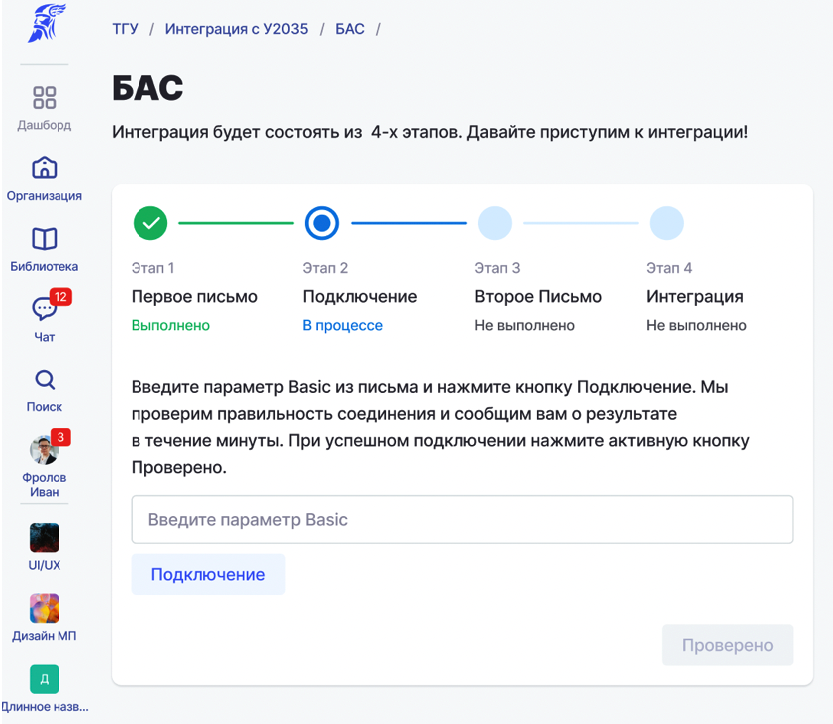 ТГУ / Интеграция с У2035 / БАС /
БАС
Интеграция будет состоять из 4-х этапов. Давайте приступим к интеграции!
Дашборд
Организация
Библиотека
12
Чат
Поиск
3
Фролов
Иван
UI/UX
Дизайн МП
Д
Длинное назв...
Этап 1
Первое письмо
Выполнено
Этап 2
Подключение
В процессе
Этап 3
Второе Письмо
Не выполнено
Этап 4
Интеграция
Не выполнено
Введите параметр Basic из письма и нажмите кнопку Подключение. Мы
проверим правильность соединения и сообщим вам о результате
в течение минуты. При успешном подключении нажмите активную кнопку
Проверено.
Введите параметр Basic
Подключение
Проверено